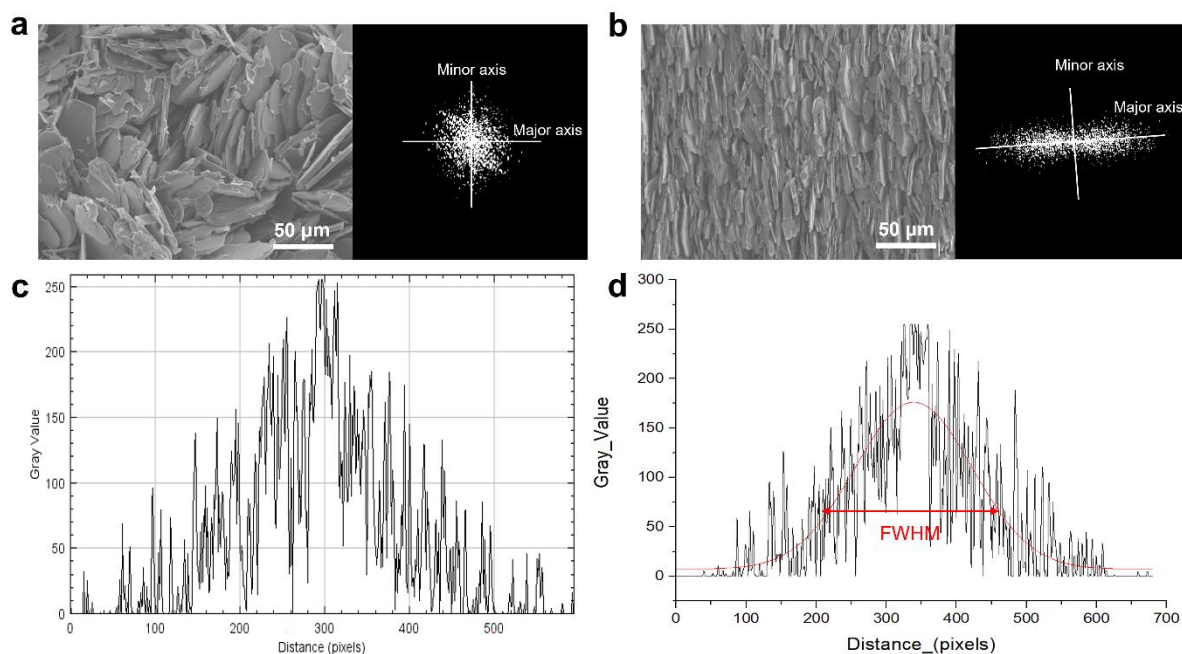 a
Minor axis
Major axis
50 µm
b
Minor axis
Major axis
50 µm
c
250
200
150
100
50
0
Gray Value
0 100 200 300 400 500
Distance (pixels)
d
300
250
200
150
100
50
0
Gray_Value
FWHM
0 100 200 300 400 500 600 700
Distance_(pixels)